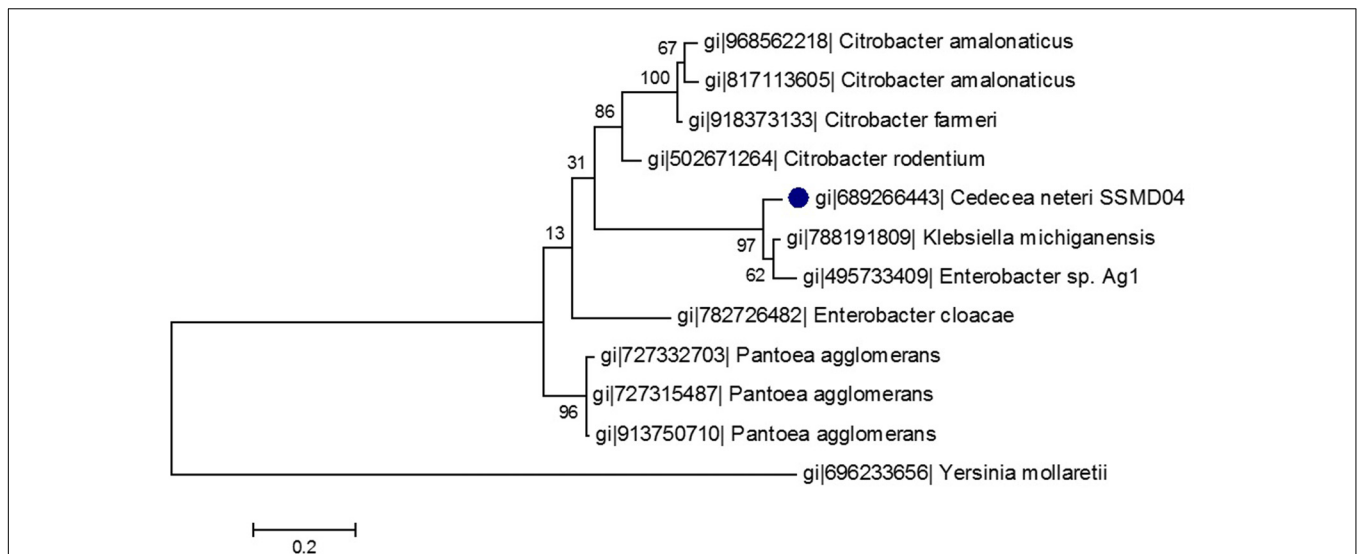 67
gi|968562218| Citrobacter amalonaticus
100
gi|817113605| Citrobacter amalonaticus
86
gi|918373133| Citrobacter farmeri
31
gi|502671264| Citrobacter rodentium
gi|689266443| Cedecea neteri SSMD04
13
97
gi|788191809| Klebsiella michiganensis
62
gi|495733409| Enterobacter sp. Ag1
gi|782726482| Enterobacter cloacae
gi|727332703| Pantoea agglomerans
gi|727315487| Pantoea agglomerans
96
gi|913750710| Pantoea agglomerans
gi|696233656| Yersinia mollaretii
0.2